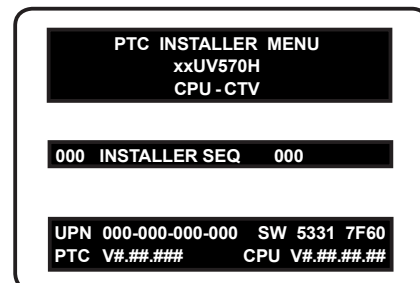 PTC INSTALLER MENU
xxUV570H
CPU - CTV
000 INSTALLER SEQ 000
UPN 000-000-000-000 SW 5331 7F60
PTC V#.##.### CPU V#.##.##.##